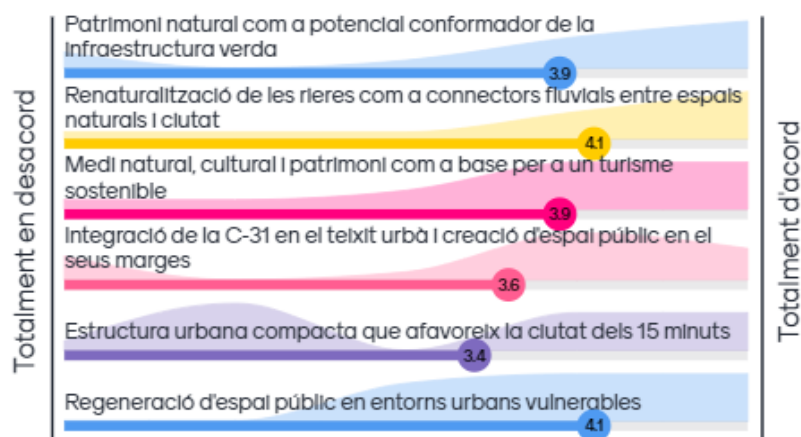 Totalment en desacord
Patrimoni natural com a potencial conformador de la
infraestructura verda
3.9
Renaturalització de les rieres com a connectors fluvials entre espais
naturals i ciutat
4.1
Medi natural, cultural i patrimoni com a base per a un turisme
sostenible
3.9
Integració de la C-31 en el teixit urbà i creació d'espai públic en el
seus marges
3.6
Estructura urbana compacta que afavoreix la ciutat dels 15 minuts
3.4
Regeneració d'espai públic en entorns urbans vulnerables
4.1
Totalment d'acord